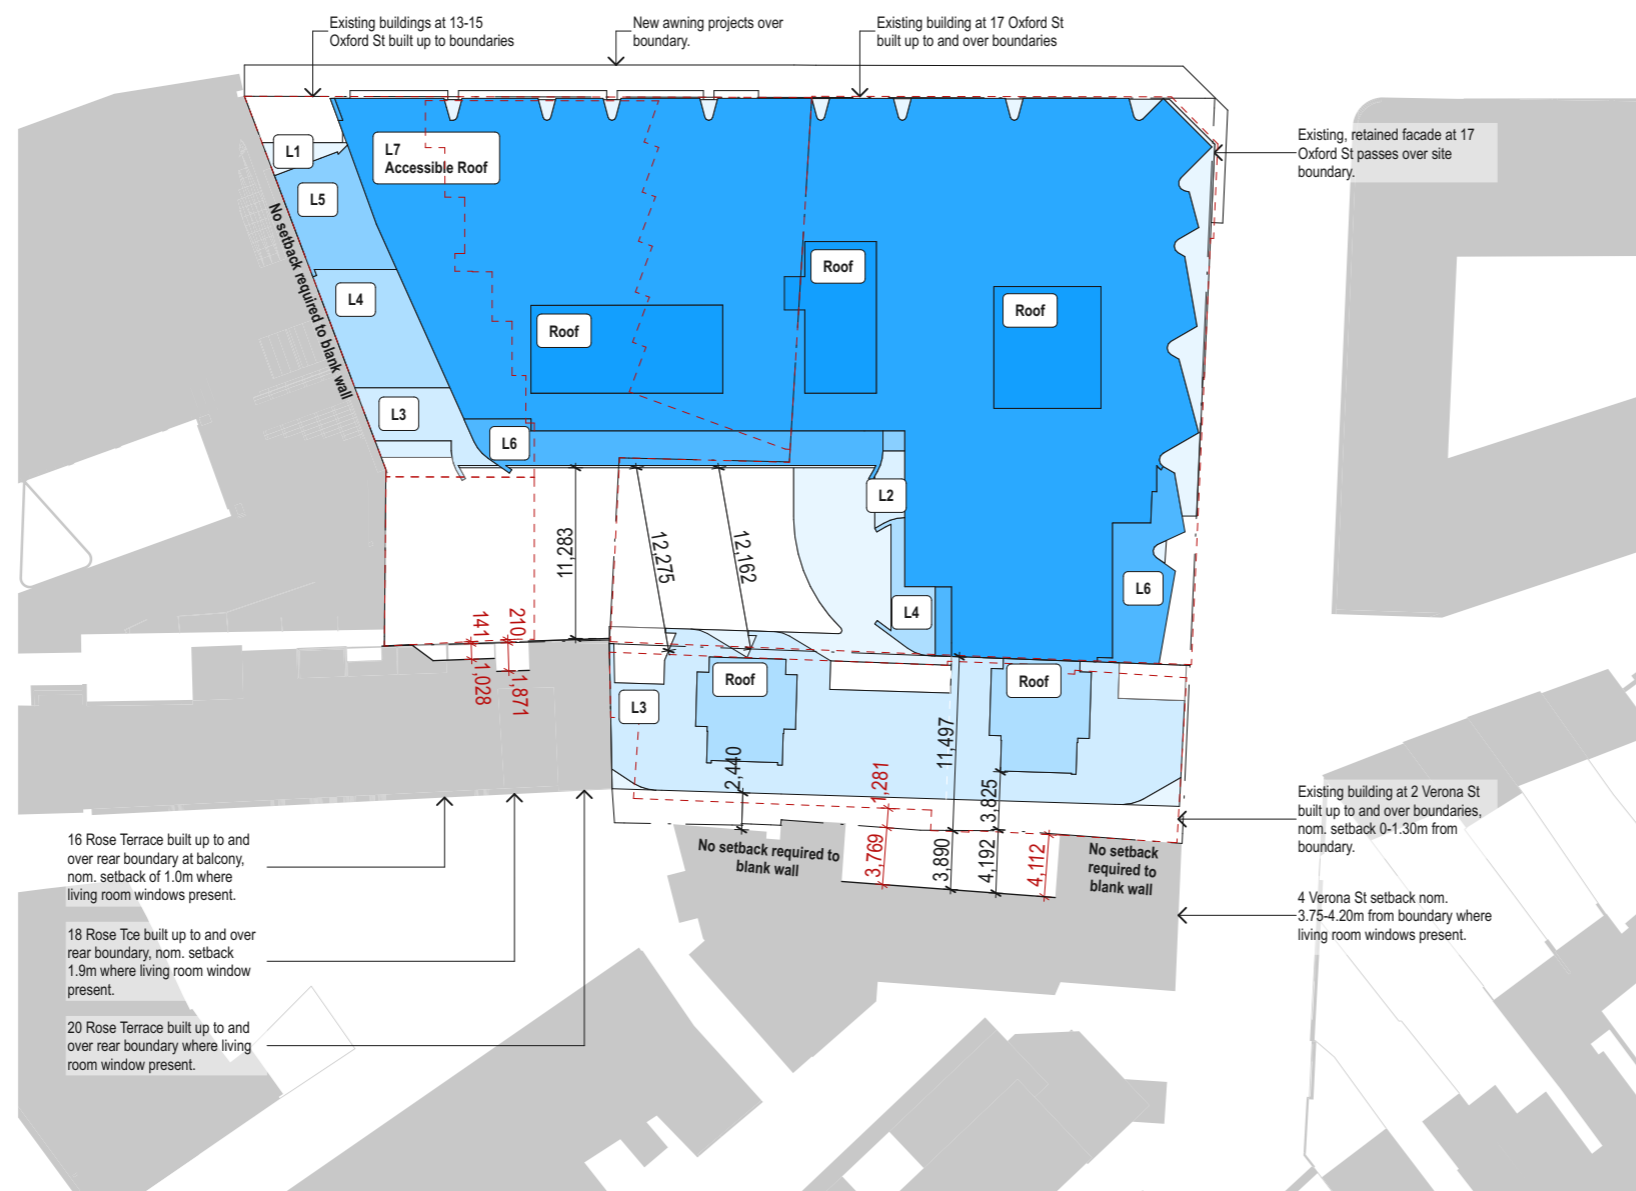 Existing buildings at 13-15
Oxford St built up to boundaries
New awning projects over
boundary.
Existing building at 17 Oxford St
built up to and over boundaries
Existing, retained facade at 17
Oxford St passes over site
boundary.
L1
L7
Accessible Roof
L5
No setback required to blank wall
L4
Roof
Roof
Roof
L3
L6
L2
11,283
12,275
12,162
L6
L4
141
210
1,028
1,871
Roof
Roof
L3
11,497
2,440
1,281
3,825
No setback required to
blank wall
3,769
3,890
4,192
4,112
No setback
required to
blank wall
Existing building at 2 Verona St
built up to and over boundaries,
nom. setback 0-1.30m from
boundary.
4 Verona St setback nom.
3.75-4.20m from boundary where
living room windows present.
16 Rose Terrace built up to and
over rear boundary at balcony,
nom. setback of 1.0m where
living room windows present.
18 Rose Tce built up to and over
rear boundary, nom. setback
1.9m where living room window
present.
20 Rose Terrace built up to and
over rear boundary where living
room window present.